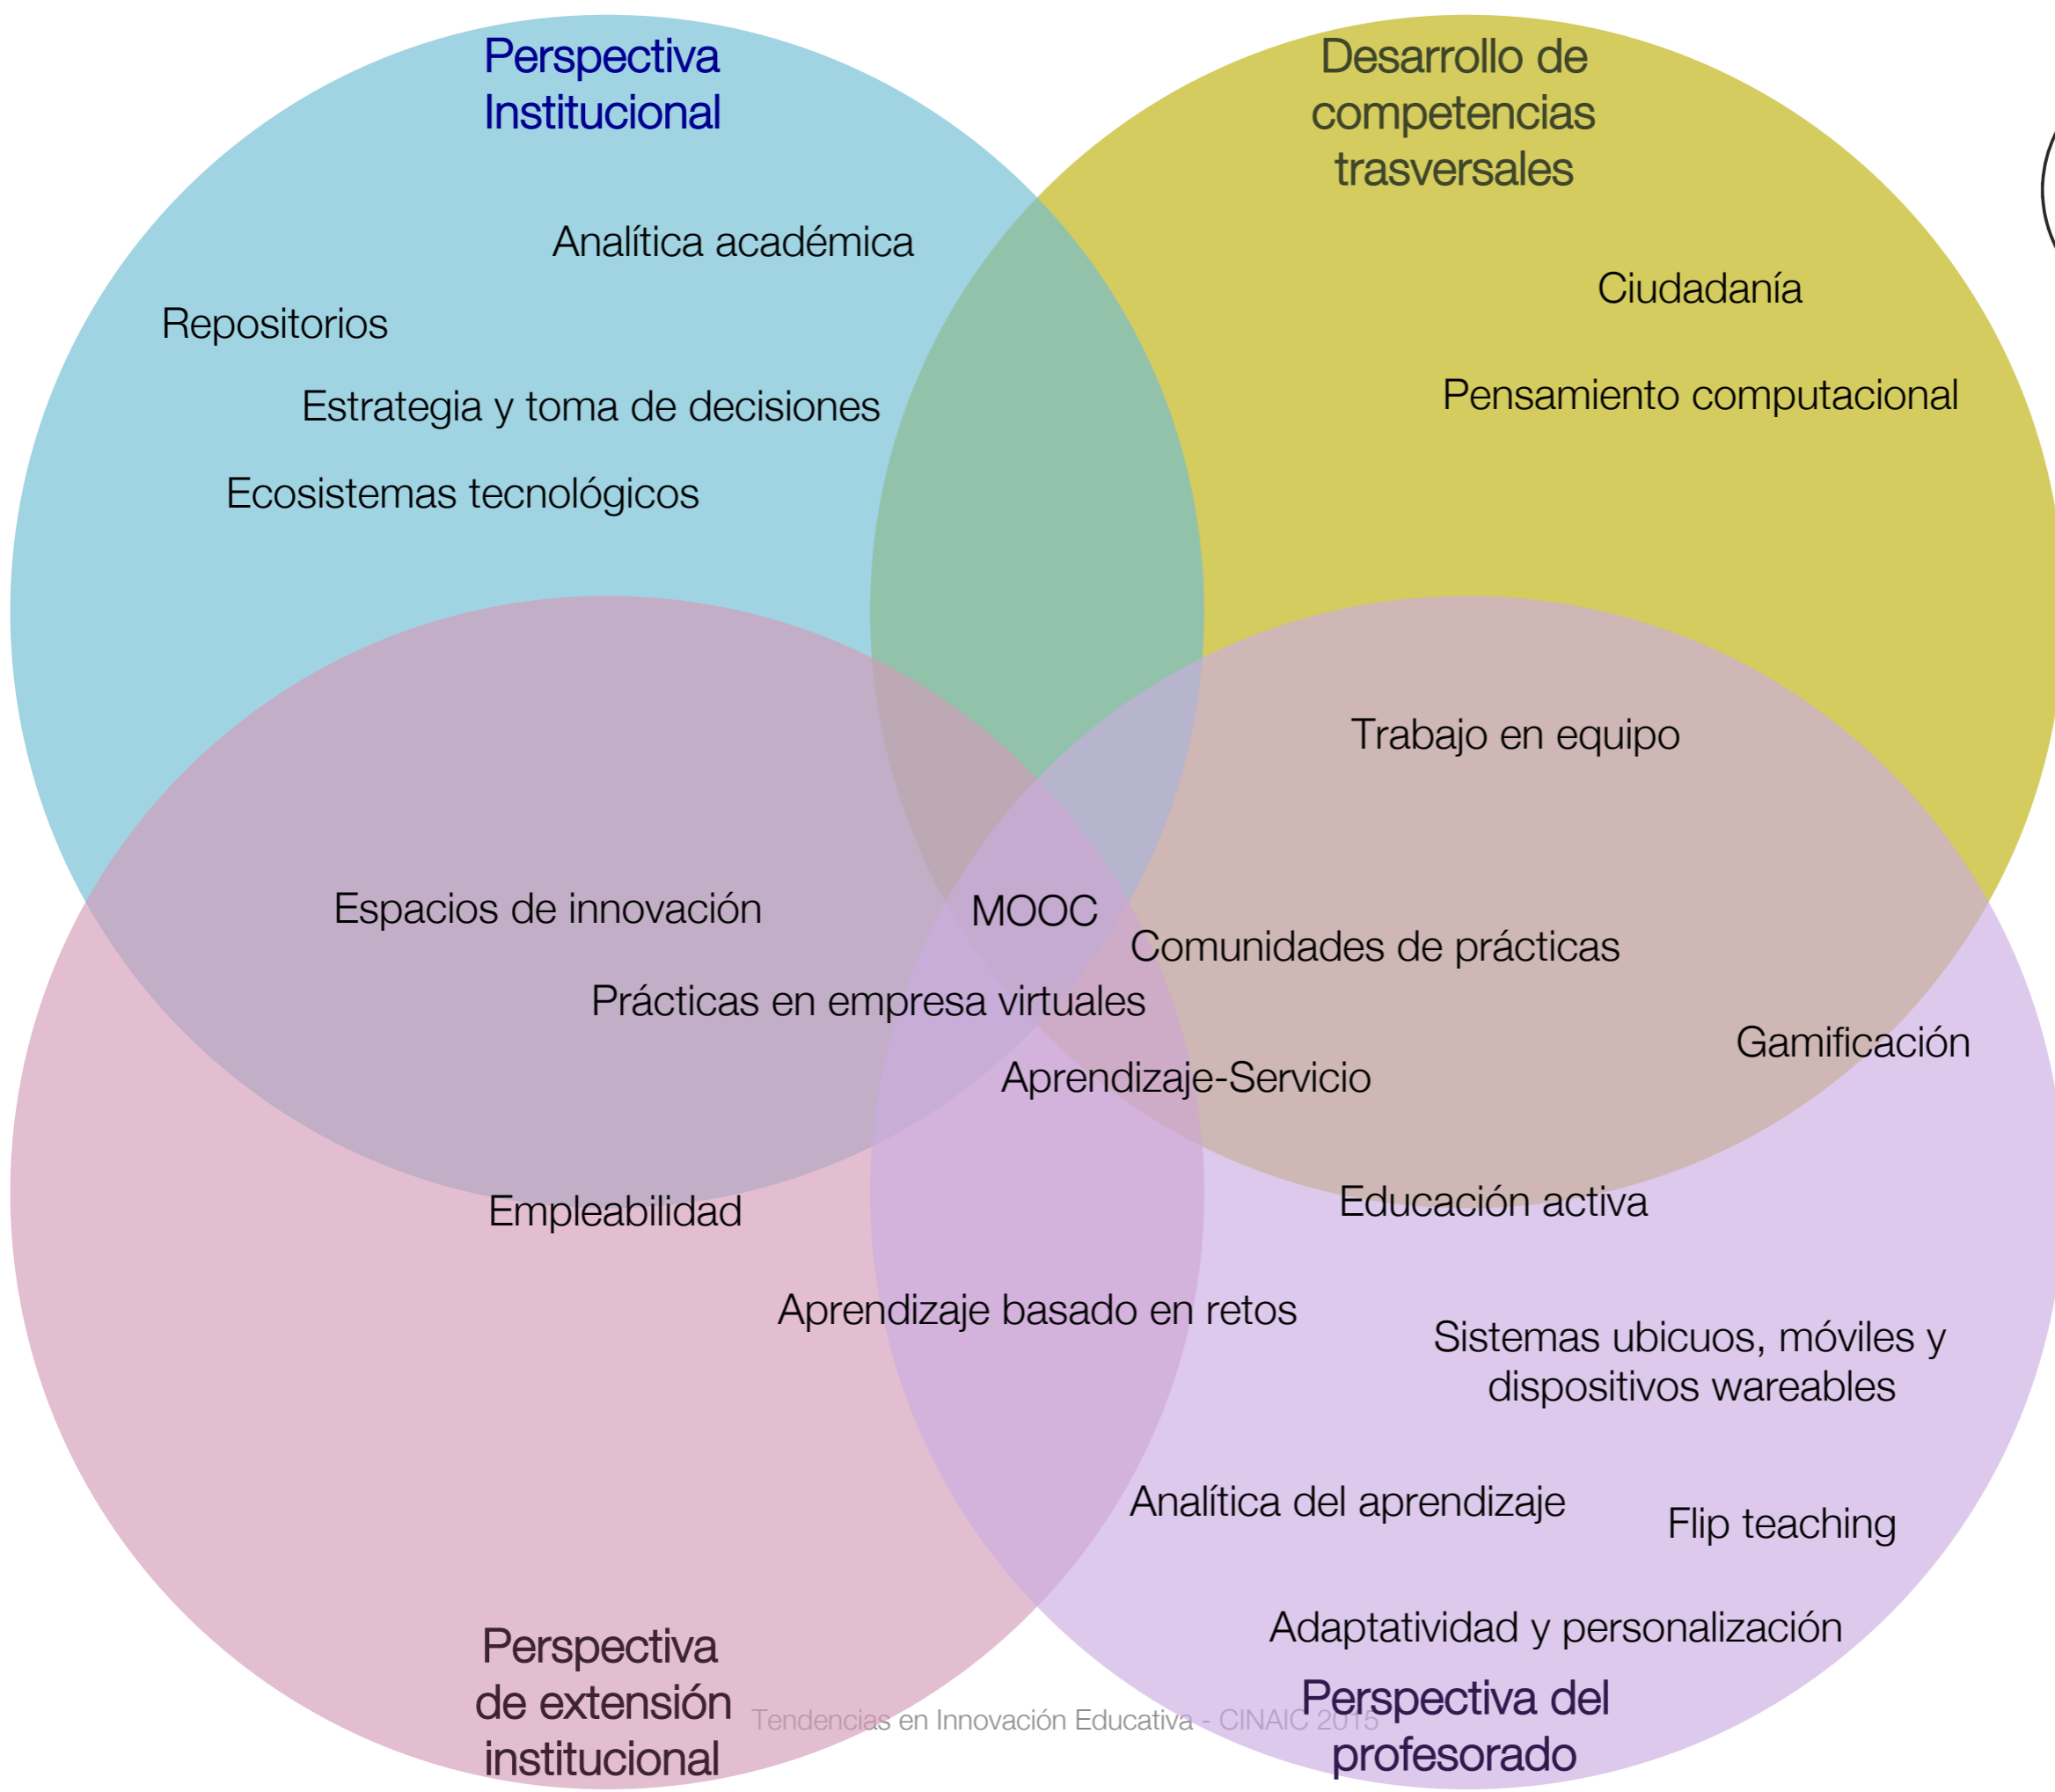 Perspectiva
Institucional
Desarrollo de
competencias
trasversales
Analítica académica
Ciudadanía
Repositorios
Pensamiento computacional
Estrategia y toma de decisiones
Ecosistemas tecnológicos
Trabajo en equipo
Espacios de innovación
MOOC
Comunidades de prácticas
Prácticas en empresa virtuales
Gamificación
Aprendizaje-Servicio
Empleabilidad
Educación activa
Aprendizaje basado en retos
Sistemas ubicuos, móviles y
dispositivos wareables
Analítica del aprendizaje
Flip teaching
Adaptatividad y personalización
Perspectiva
de extensión
institucional
Tendencias en Innovación Educativa - CINAIC 2015
Perspectiva del
profesorado